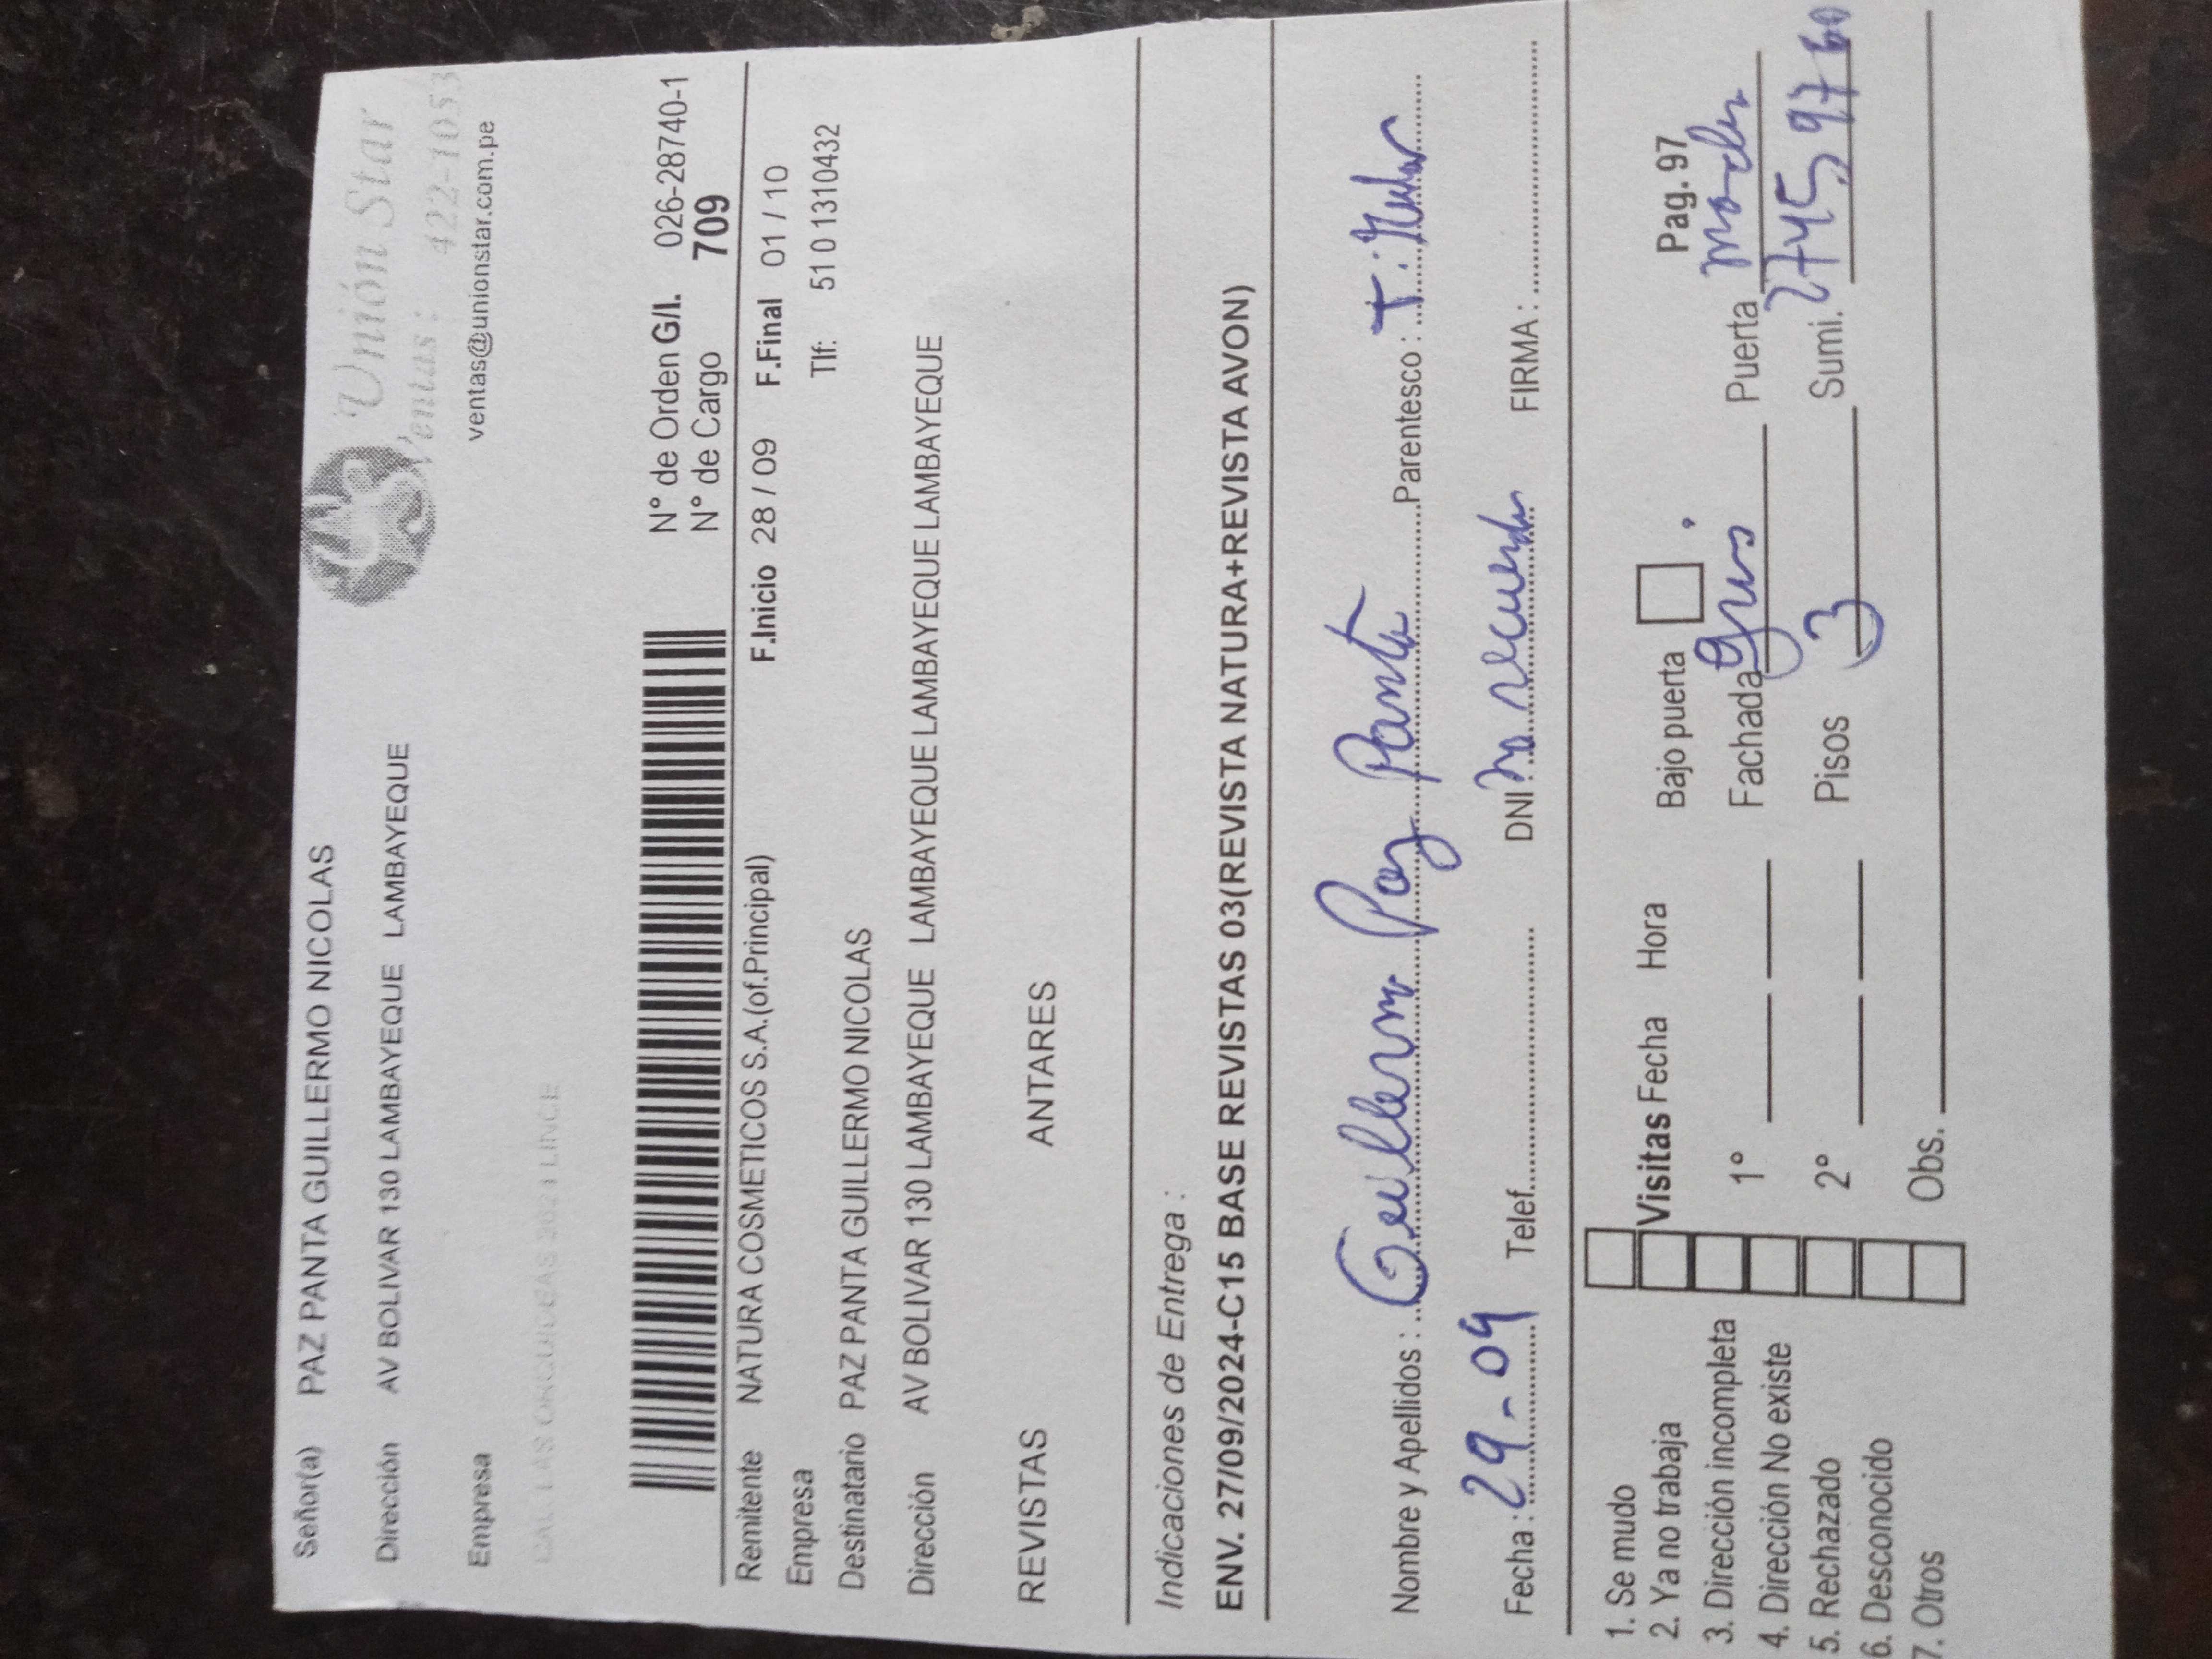 Señor(a) PAZ PANTA GUILLERMO NICOLAS
Dirección AV BOLIVAR 130 LAMBAYEQUE LAMBAYEQUE
Empresa
Unión Star
Ventas: 422-1053
ventas@unionstar.com.pe
N° de Orden G/I. 026-28740-1
N° de Cargo 709
Remitente NATURA COSMETICOS S.A.(of.Principal) F.Inicio 28 / 09 F.Final 01 / 10
Empresa Tlf: 51 0 1310432
Destinatario PAZ PANTA GUILLERMO NICOLAS
Dirección AV BOLIVAR 130 LAMBAYEQUE LAMBAYEQUE LAMBAYEQUE LAMBAYEQUE
REVISTAS ANTARES
Indicaciones de Entrega :
ENV. 27/09/2024-C15 BASE REVISTAS 03(REVISTA NATURA+REVISTA AVON)
Nombre y Apellidos : Guillermo Paz Panta Parentesco : T.
Fecha : 29-09 Telef. DNI no recuerda FIRMA :
1. Se mudo
2. Ya no trabaja Visitas Fecha Hora Bajo puerta Pag. 97
3. Dirección incompleta 1° Fachada gris Puerta
4. Dirección No existe
5. Rechazado 2° Pisos 3 Sumi.
6. Desconocido
7. Otros Obs.